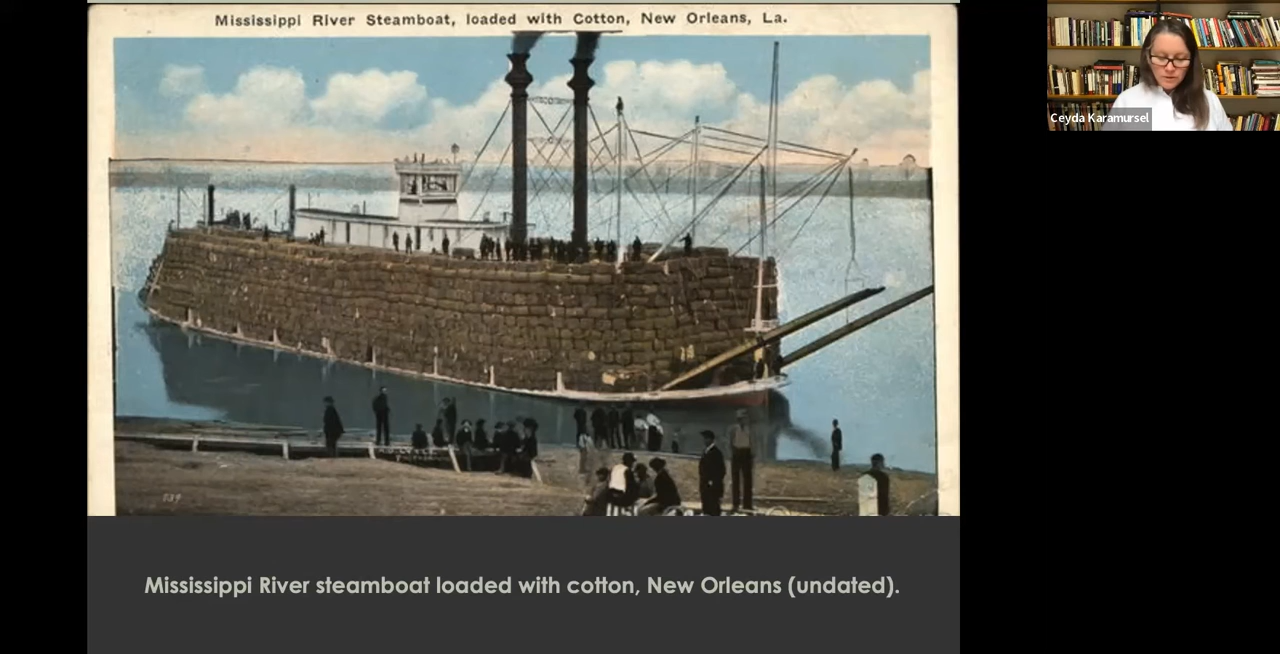 Mississippi River Steamboat, loaded with Cotton, New Orleans, La.
Ceyda Karamursel
139
Mississippi River steamboat loaded with cotton, New Orleans (undated).